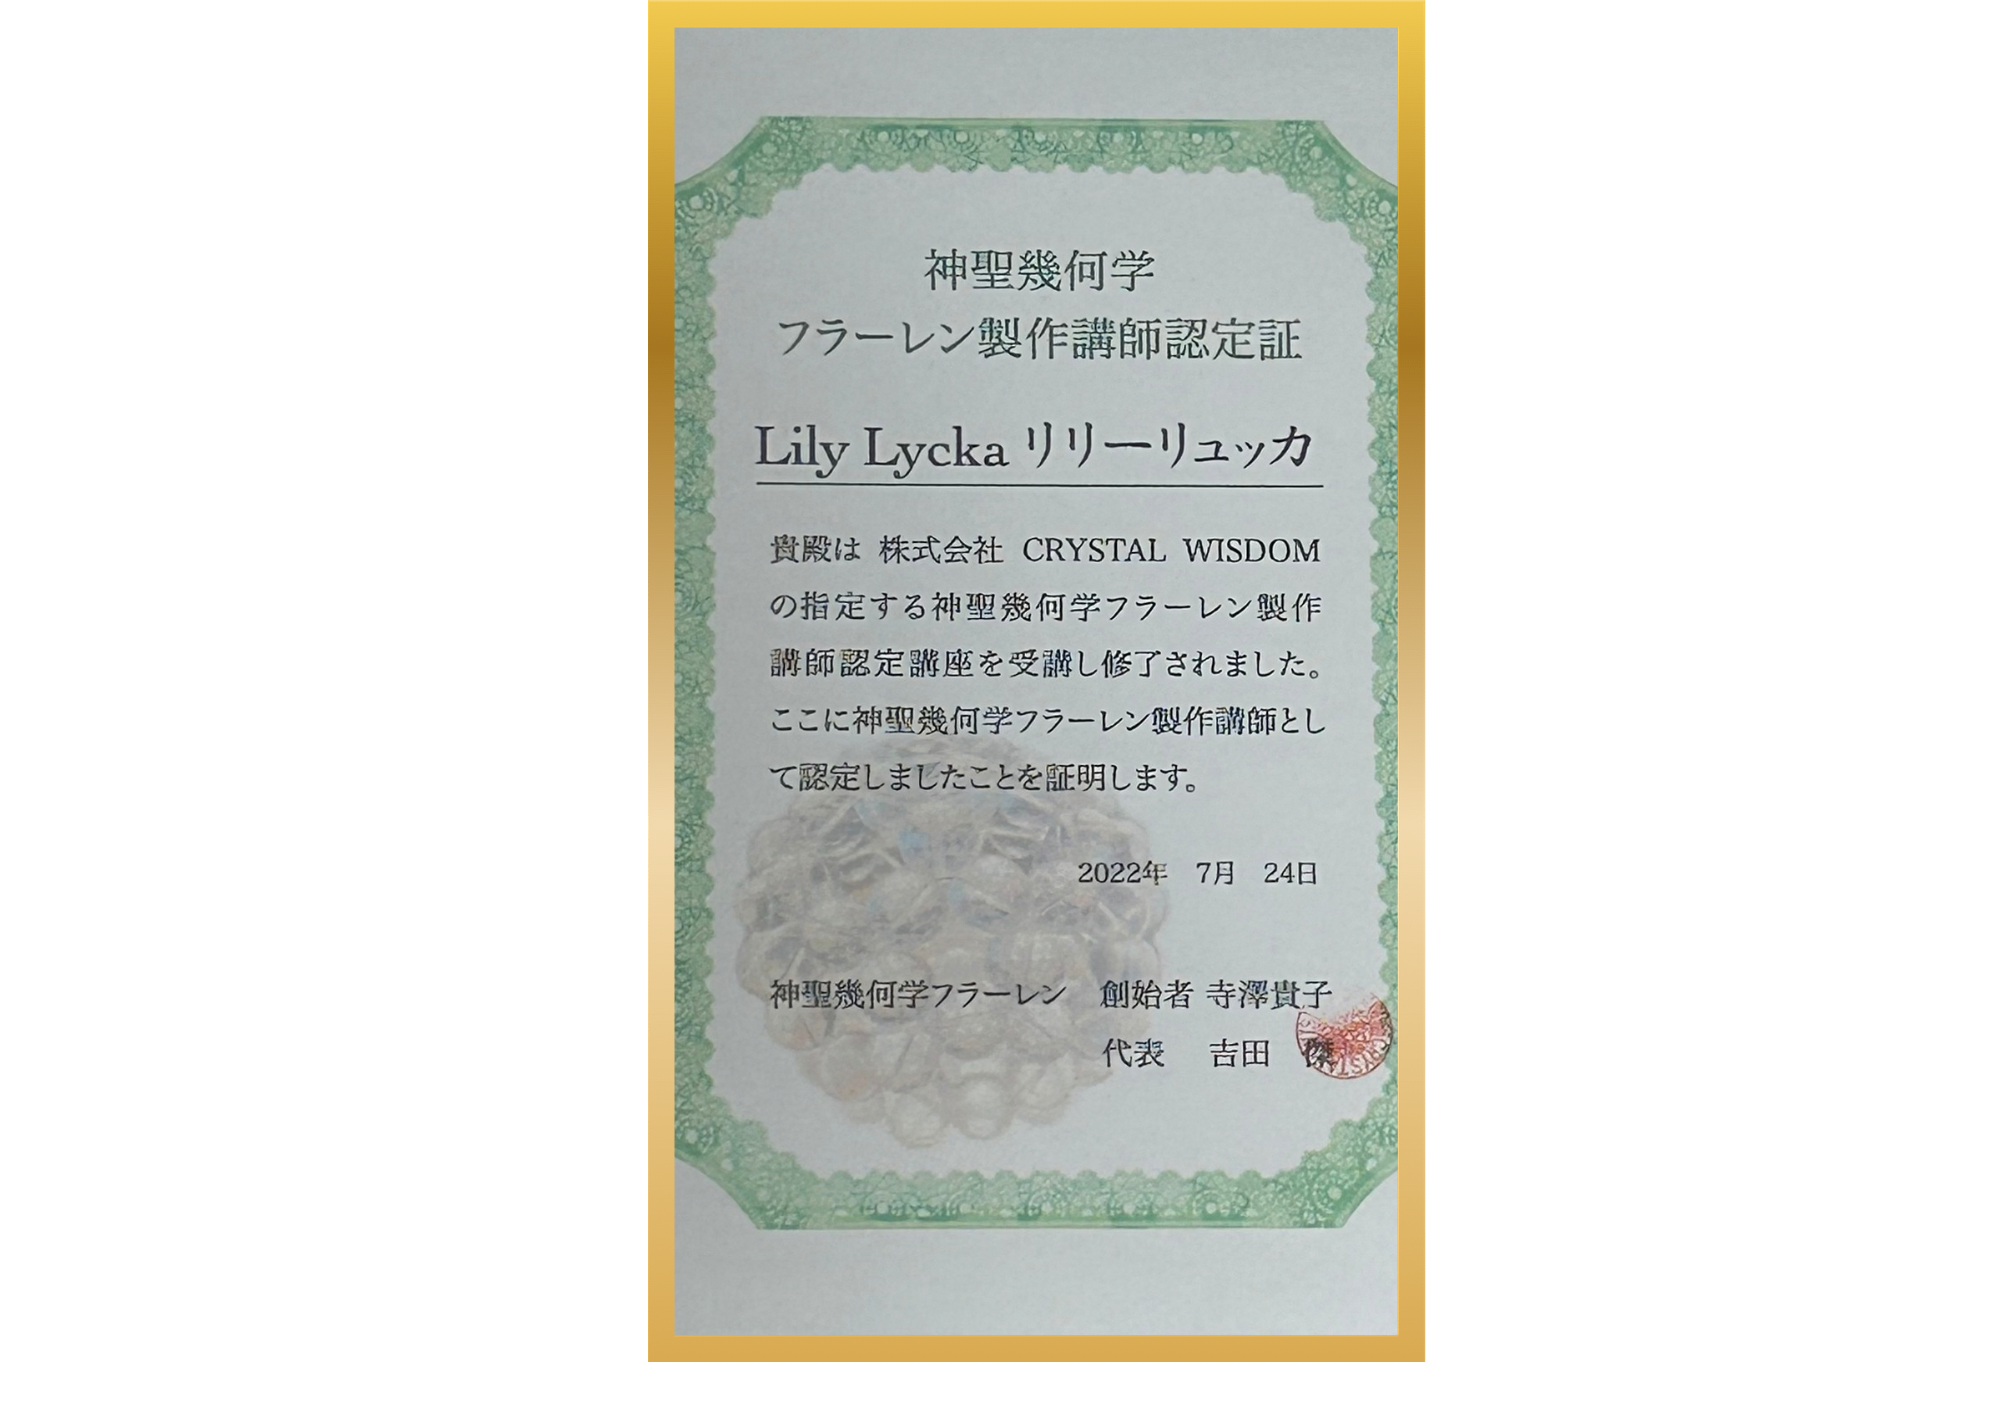 神聖幾何学
フラーレン製作講師認定証
Lily Lycka リリーリュッカ
貴殿は 株式会社 CRYSTAL WISDOM
の指定する神聖幾何学フラーレン製作
講師認定講座を受講し修了されました。
ここに神聖幾何学フラーレン製作講師とし
て認定しましたことを証明します。
2022年 7月 24日
神聖幾何学フラーレン 創始者 寺澤貴子
代表 吉田 傑